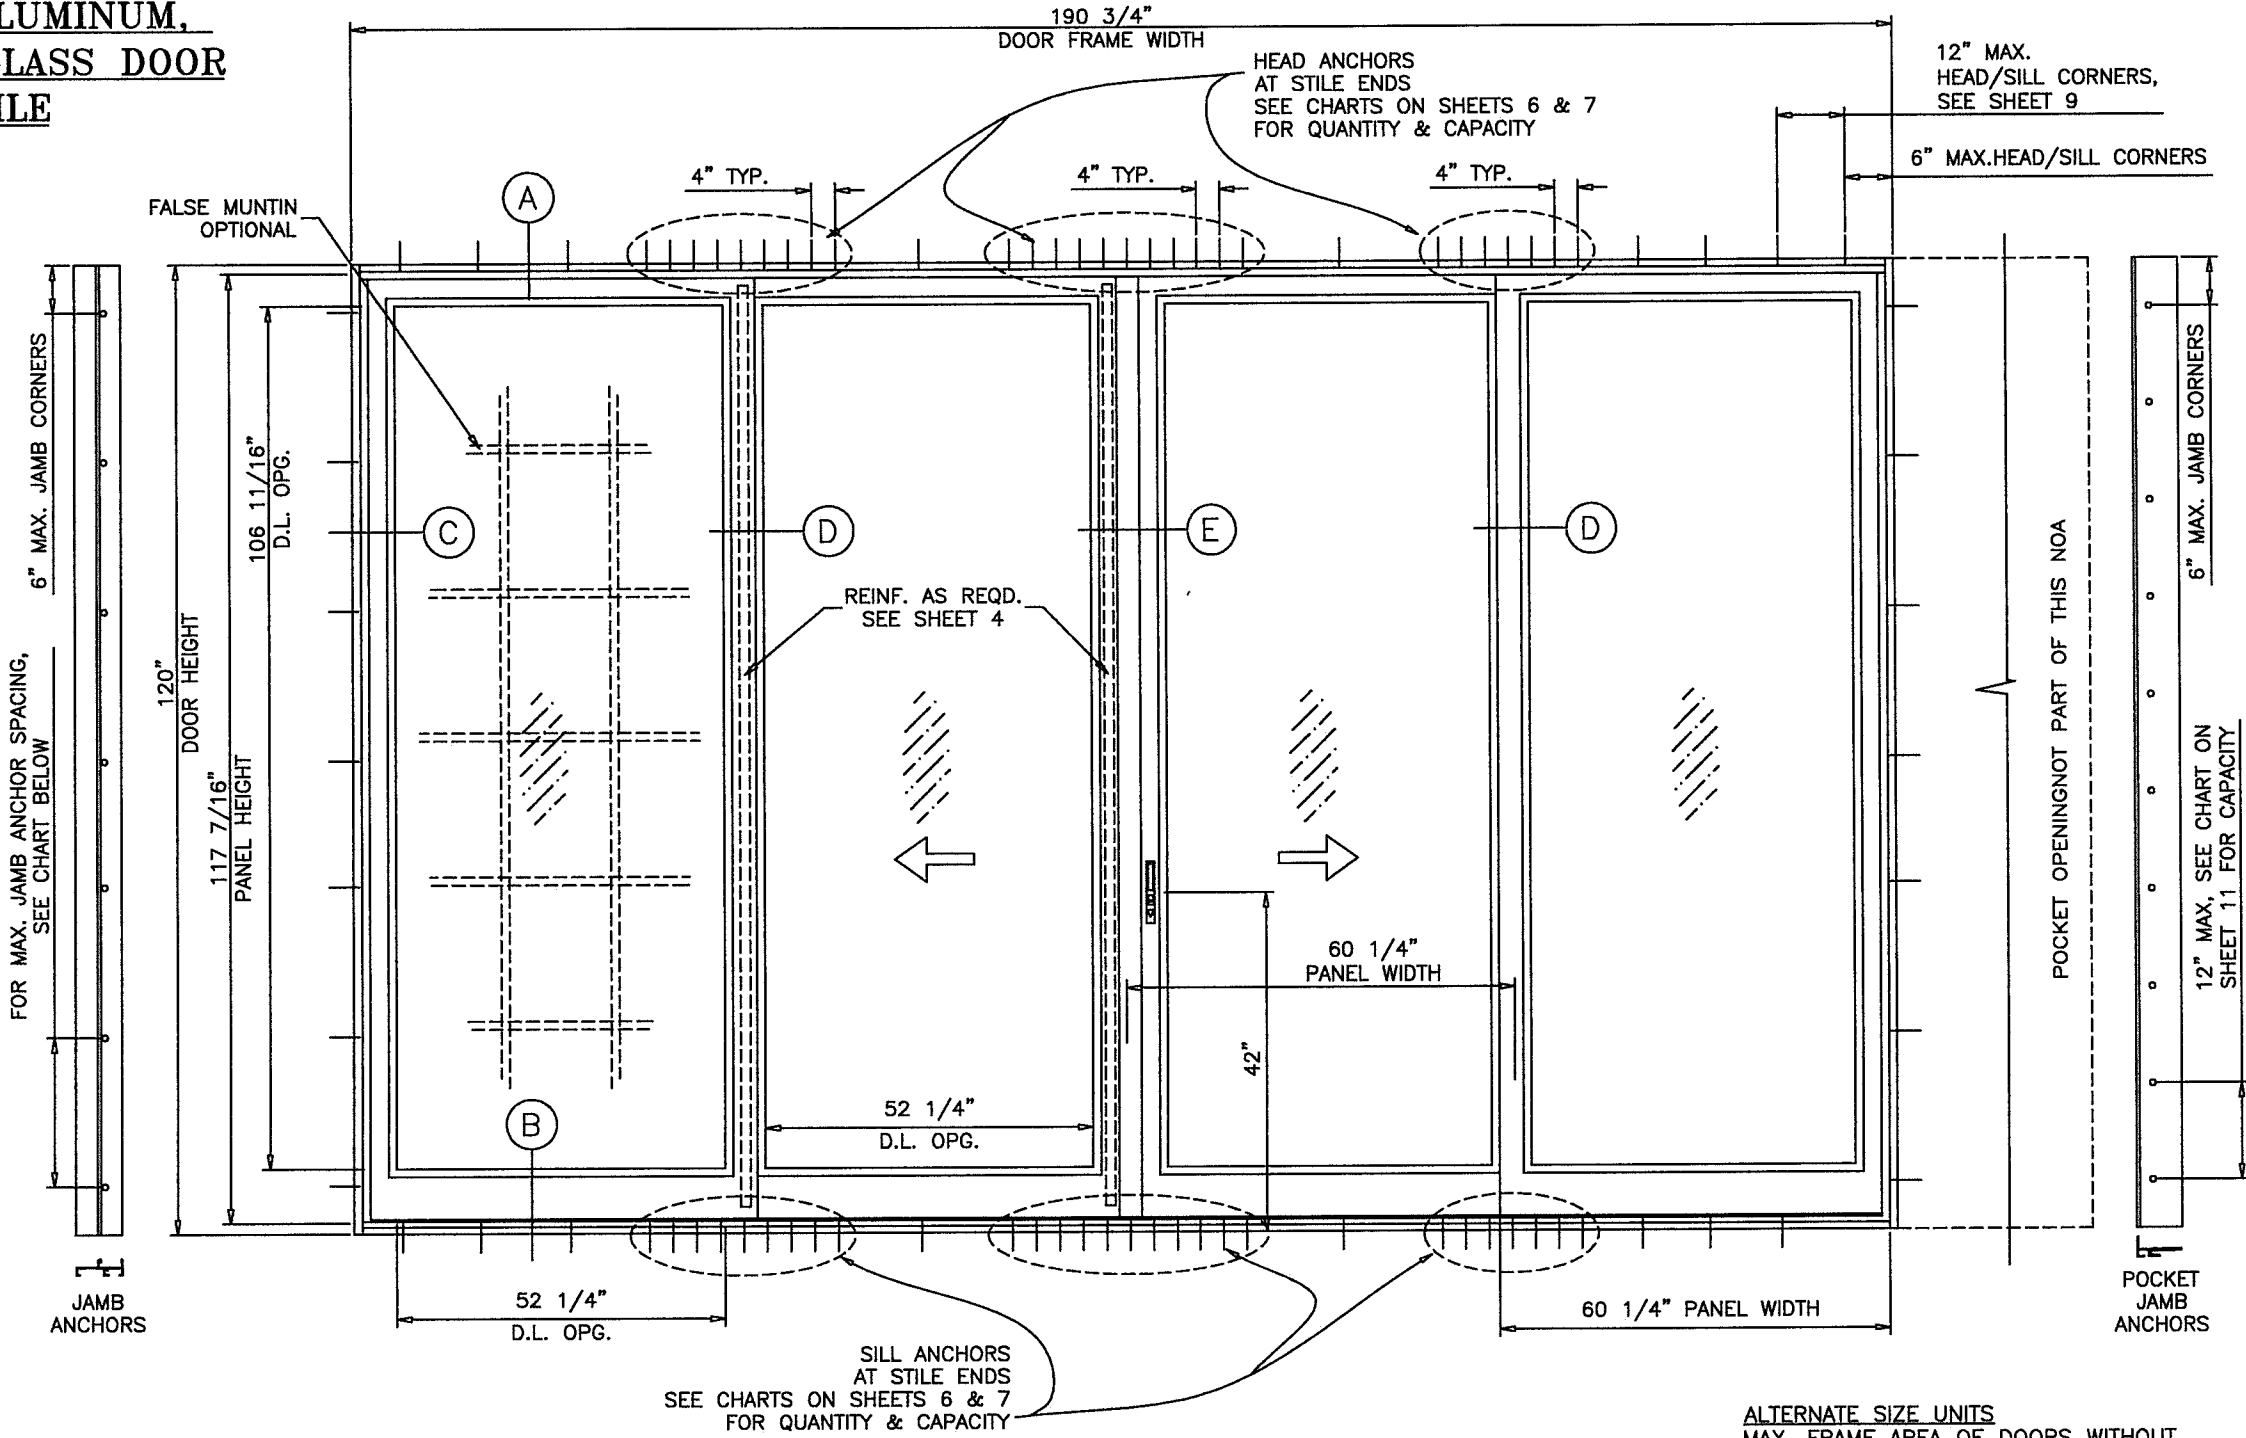 LUMINUM,
GLASS DOOR
ILE
190 3/4"
DOOR FRAME WIDTH
HEAD ANCHORS
AT STILE ENDS
SEE CHARTS ON SHEETS 6 & 7
FOR QUANTITY & CAPACITY
12" MAX.
HEAD/SILL CORNERS,
SEE SHEET 9
6" MAX.HEAD/SILL CORNERS
4" TYP.
4" TYP.
4" TYP.
FALSE MUNTIN
OPTIONAL
A
6" MAX. JAMB CORNERS
FOR MAX. JAMB ANCHOR SPACING,
SEE CHART BELOW
120"
DOOR HEIGHT
117 7/16"
PANEL HEIGHT
106 11/16"
D.L. OPG.
C
D
E
D
REINF. AS REQD.
SEE SHEET 4
60 1/4"
PANEL WIDTH
42"
52 1/4"
D.L. OPG.
B
POCKET OPENINGNOT PART OF THIS NOA
6" MAX. JAMB CORNERS
12" MAX, SEE CHART ON
SHEET 11 FOR CAPACITY
JAMB
ANCHORS
52 1/4"
D.L. OPG.
60 1/4" PANEL WIDTH
POCKET
JAMB
ANCHORS
SILL ANCHORS
AT STILE ENDS
SEE CHARTS ON SHEETS 6 & 7
FOR QUANTITY & CAPACITY
ALTERNATE SIZE UNITS
MAX. FRAME AREA OF DOORS WITHOUT